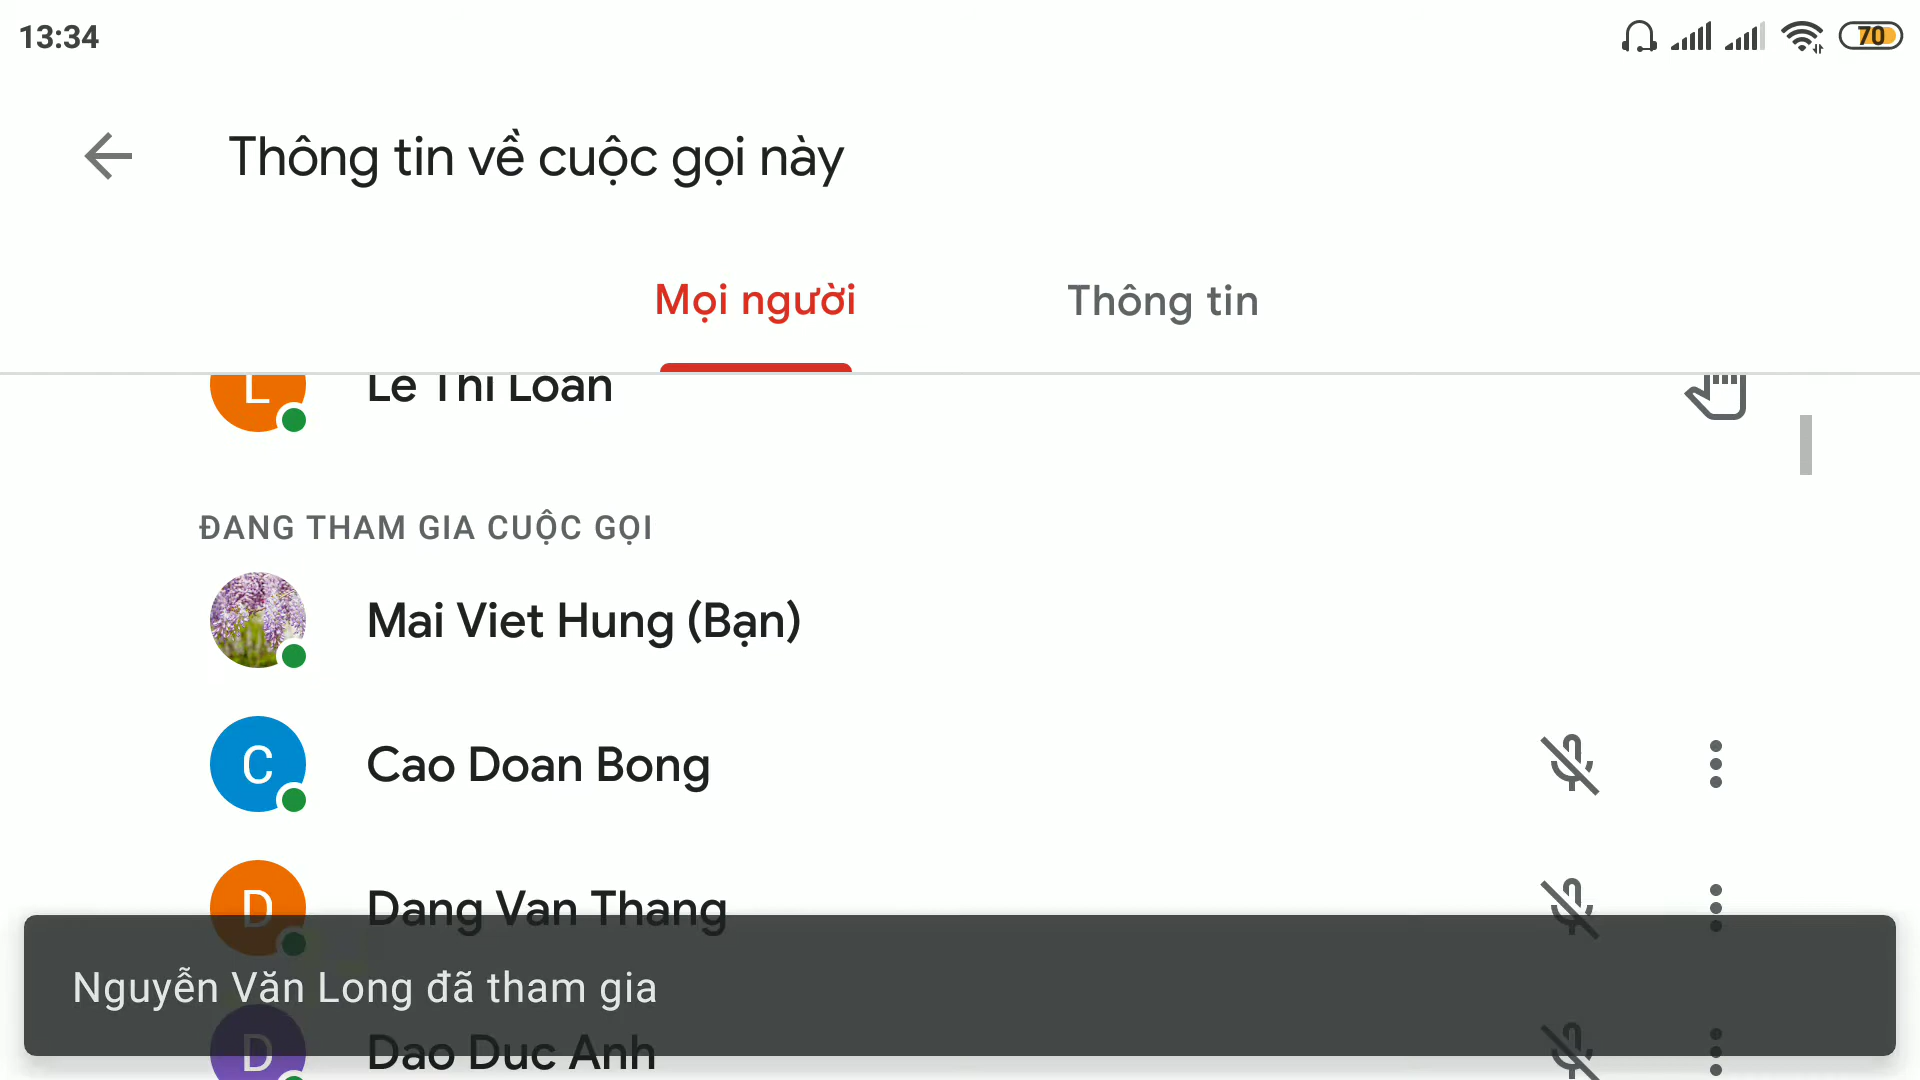 13:34
70
Thông tin về cuộc gọi này
Mọi người
Thông tin
L
Le Thi Loan
ĐANG THAM GIA CUỘC GỌI
Mai Viet Hung (Bạn)
C
Cao Doan Bong
D
Dang Van Thang
Nguyễn Văn Long đã tham gia
D
Dao Duc Anh